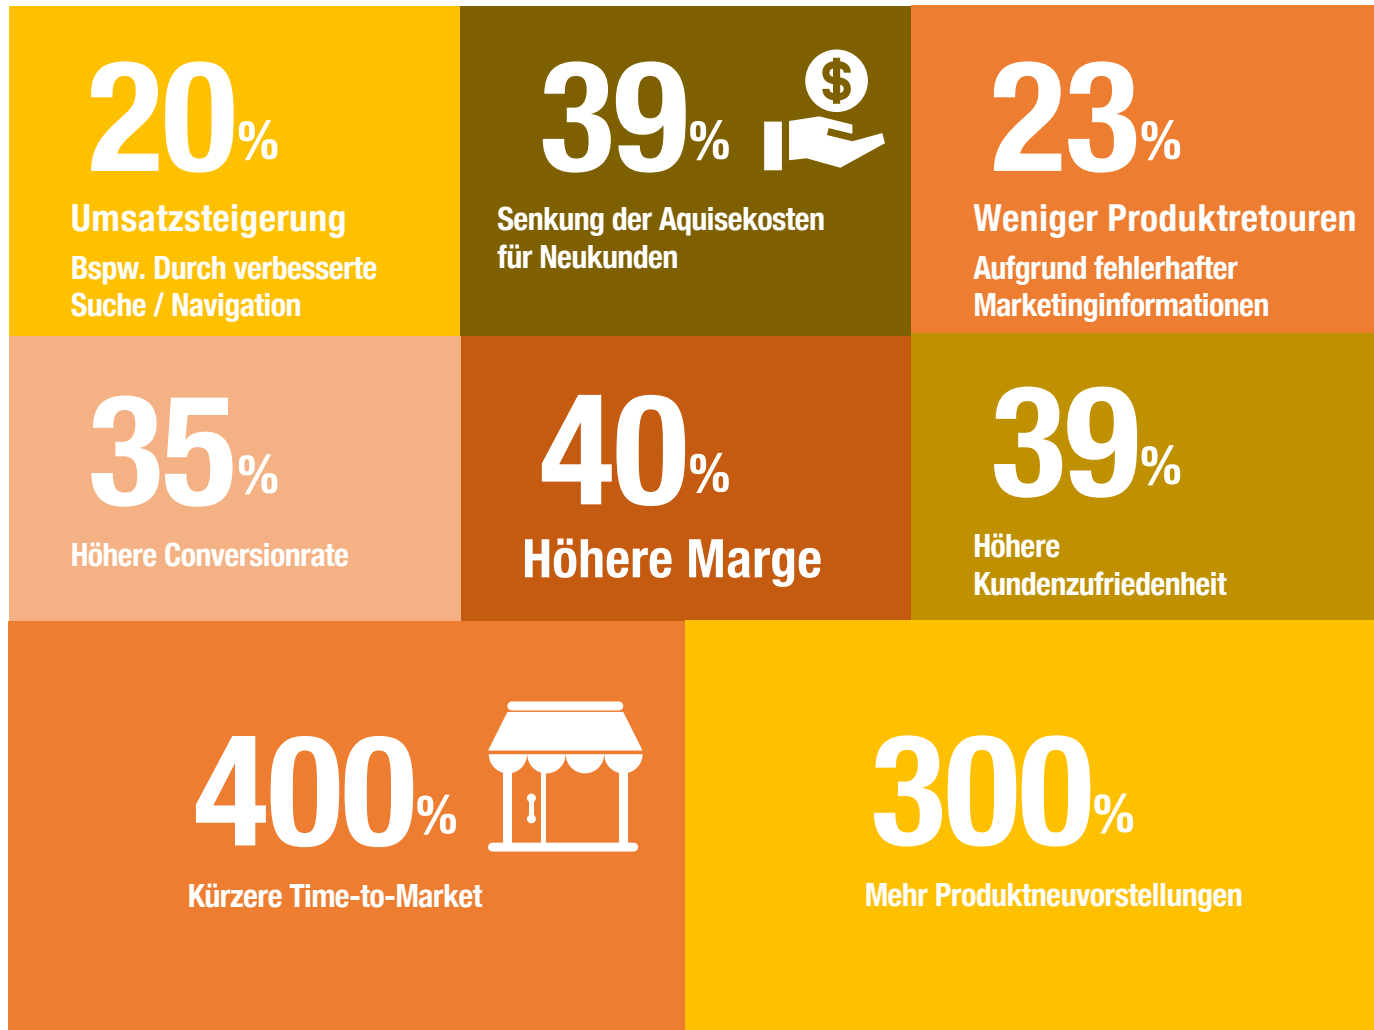 20%
Umsatzsteigerung
Bspw. Durch verbesserte
Suche / Navigation
39%
$
Senkung der Aquisekosten
für Neukunden
23%
Weniger Produktretouren
Aufgrund fehlerhafter
Marketinginformationen
35%
Höhere Conversionrate
40%
Höhere Marge
39%
Höhere
Kundenzufriedenheit
400%
Kürzere Time-to-Market
300%
Mehr Produktneuvorstellungen